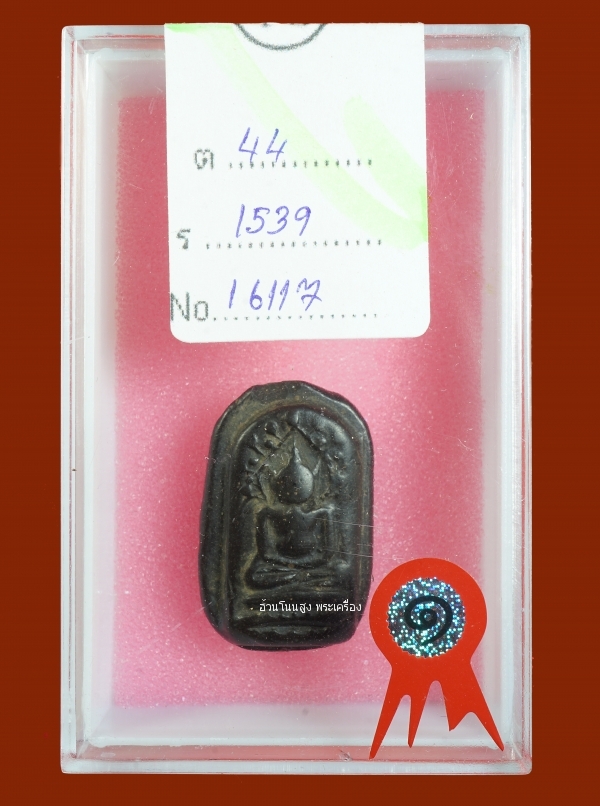 ต 44
ร 1539
No. 16117
อ้วนโนนสูง พระเครื่อง
๑